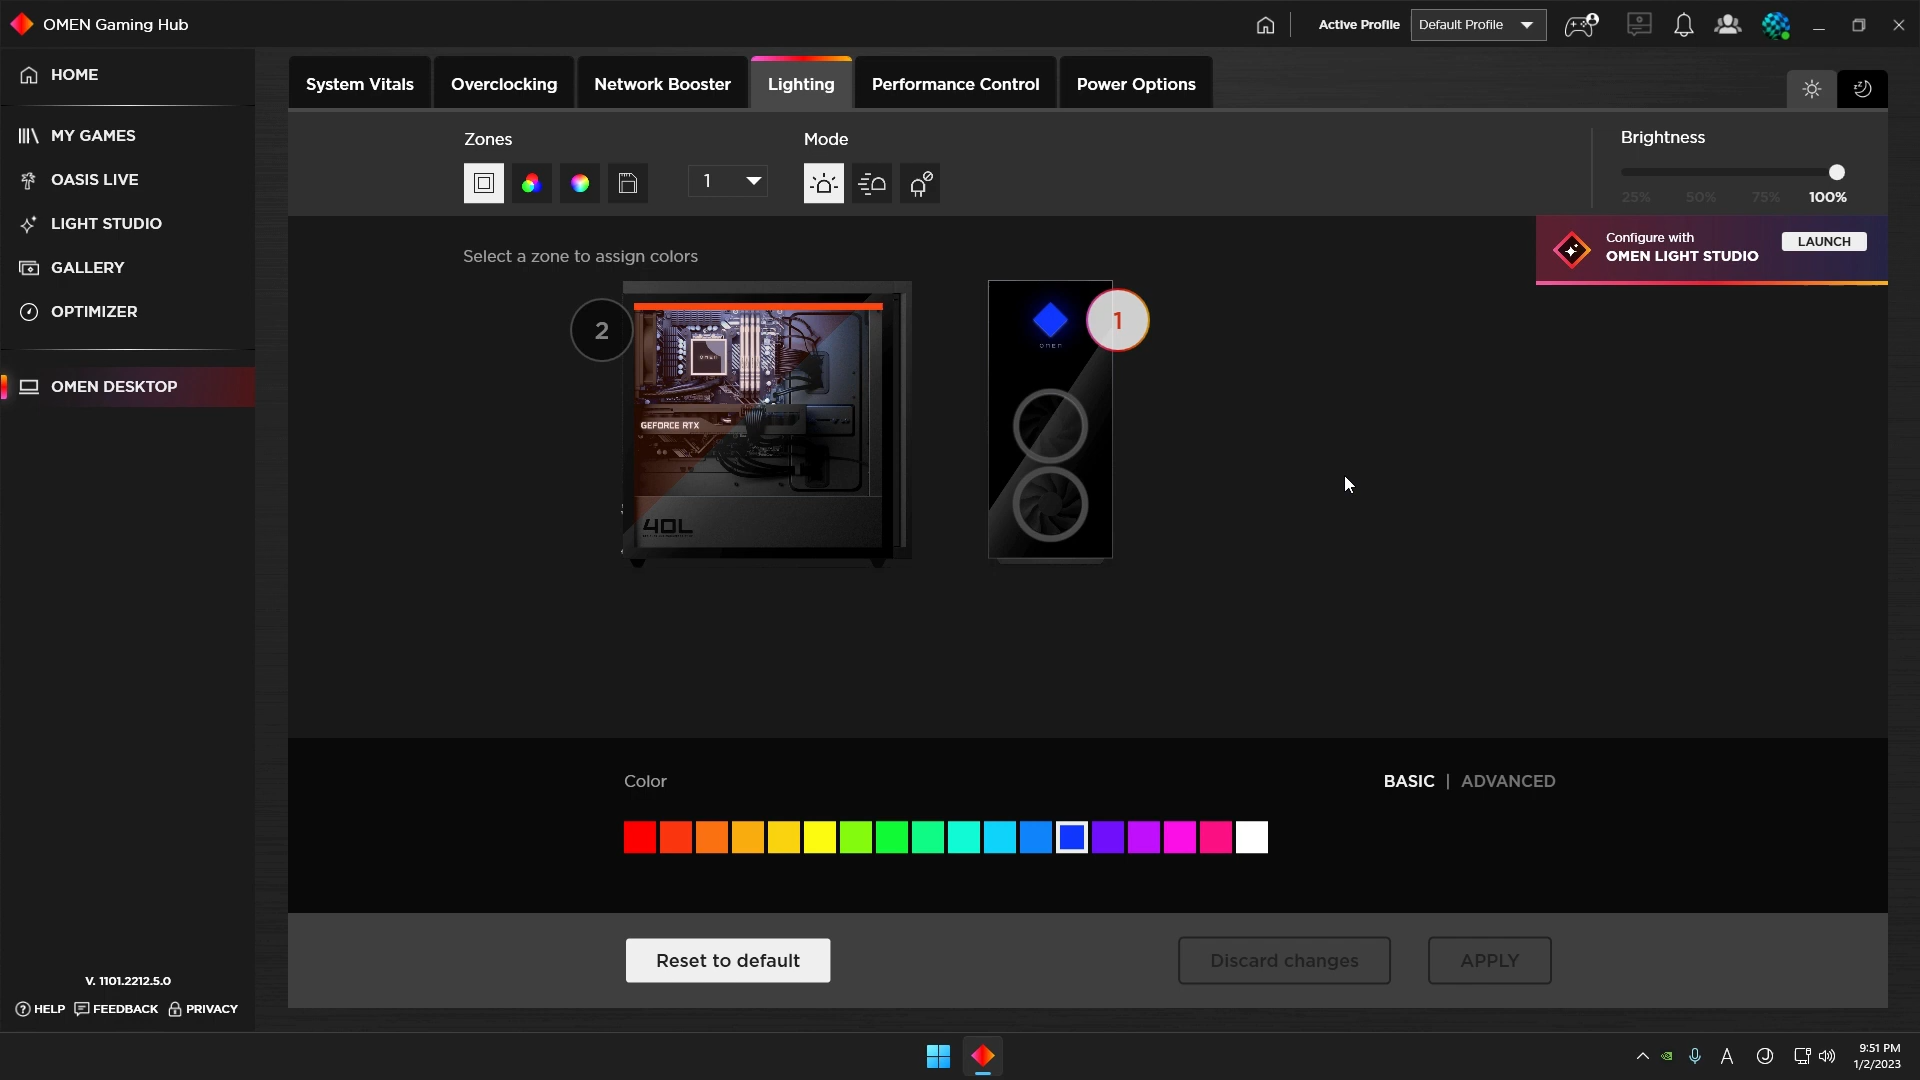 OMEN Gaming Hub
Active Profile
Default Profile
HOME
MY GAMES
OASIS LIVE
LIGHT STUDIO
GALLERY
OPTIMIZER
OMEN DESKTOP
System Vitals
Overclocking
Network Booster
Lighting
Performance Control
Power Options
Zones
1
Mode
Brightness
25% 50% 75% 100%
Configure with
OMEN LIGHT STUDIO
LAUNCH
Select a zone to assign colors
2
OMEN
GEFORCE RTX
40L
OMEN
1
Color
BASIC | ADVANCED
Reset to default
Discard changes
APPLY
V. 1101.2212.5.0
HELP FEEDBACK PRIVACY
A
9:51 PM
1/2/2023